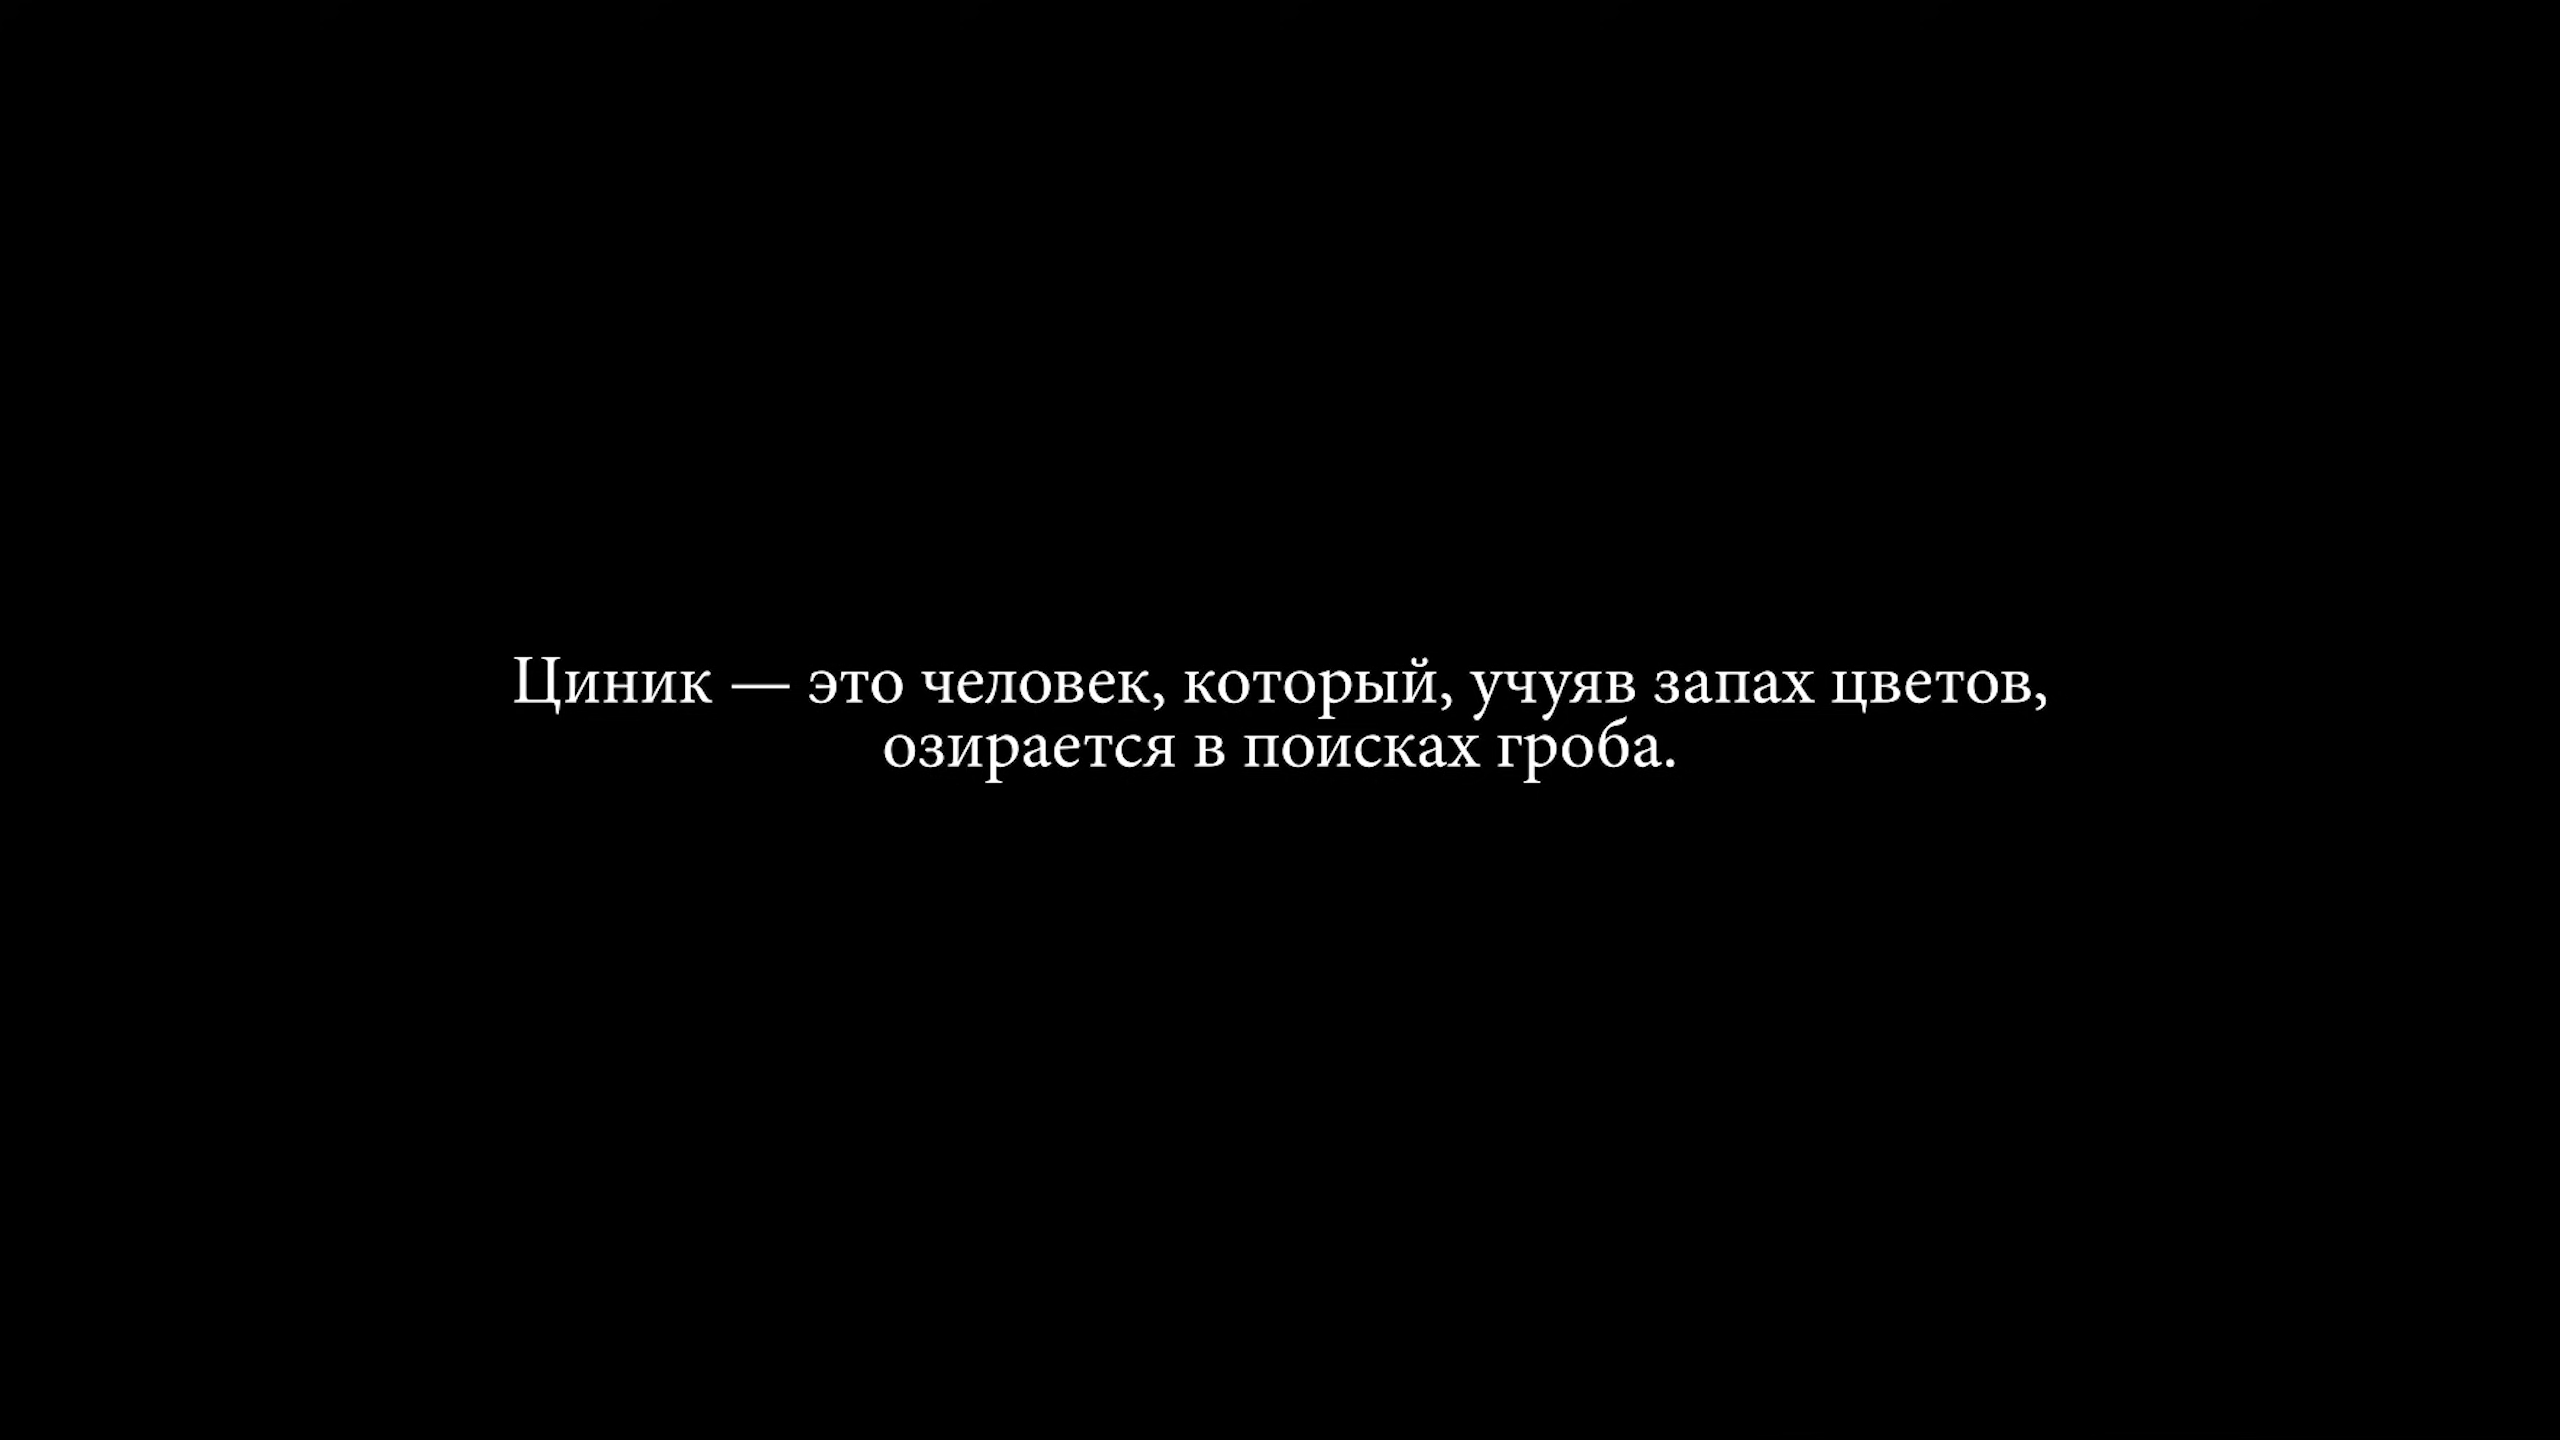 Циник — это человек, который, учуяв запах цветов,
озирается в поисках гроба.